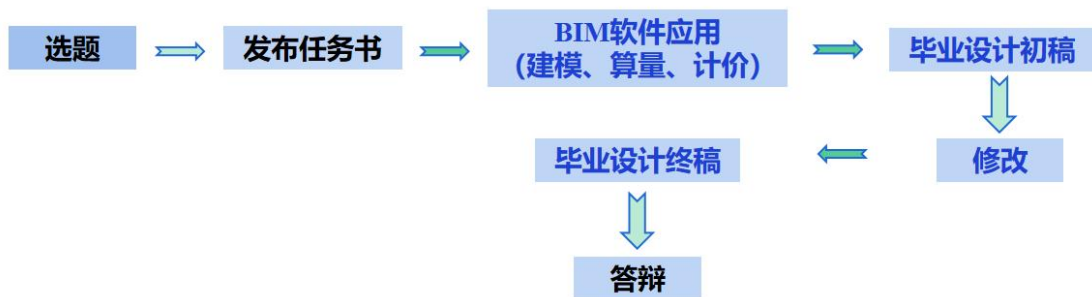 选题
发布任务书
BIM软件应用
（建模、算量、计价）
毕业设计初稿
毕业设计终稿
修改
答辩